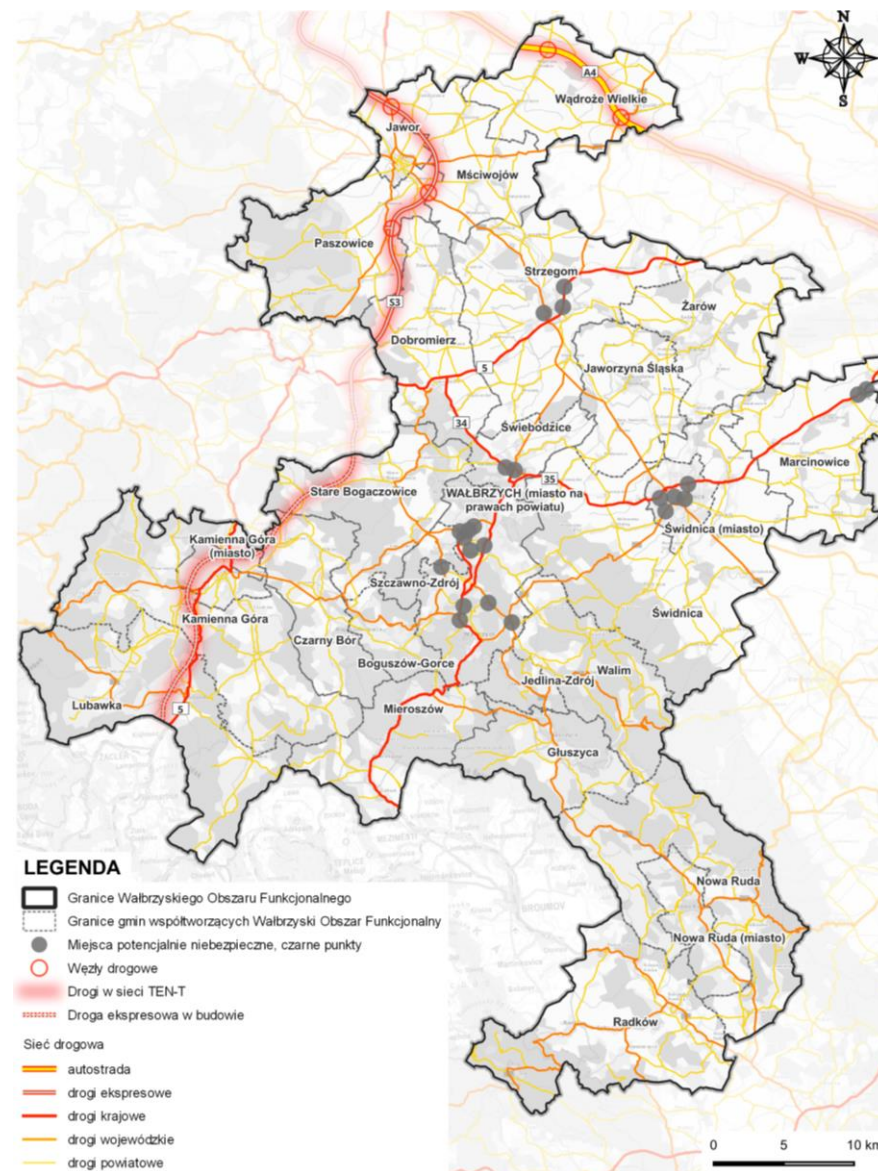 N
W E
S
A4
Wądroże Wielkie
Jawor
Mściwojów
Paszowice
Strzegom
S3
Żarów
Dobromierz
5
Jaworzyna Śląska
34
Świebodzice
Marcinowice
35
Stare Bogaczowice
WAŁBRZYCH (miasto na
prawach powiatu)
Świdnica (miasto)
Kamienna Góra
(miasto)
Szczawno-Zdrój
Kamienna Góra
Świdnica
Czarny Bór
Boguszów-Gorce
Walim
Jedlina-Zdrój
Lubawka
5
Mieroszów
Głuszyca
Nowa Ruda
Nowa Ruda (miasto)
Radków
LEGENDA
Granice Wałbrzyskiego Obszaru Funkcjonalnego
Granice gmin współtworzących Wałbrzyski Obszar Funkcjonalny
Miejsca potencjalnie niebezpieczne, czarne punkty
Węzły drogowe
Drogi w sieci TEN-T
Droga ekspresowa w budowie
Sieć drogowa
autostrada
drogi ekspresowe
drogi krajowe
drogi wojewódzkie
drogi powiatowe
0 5 10 km